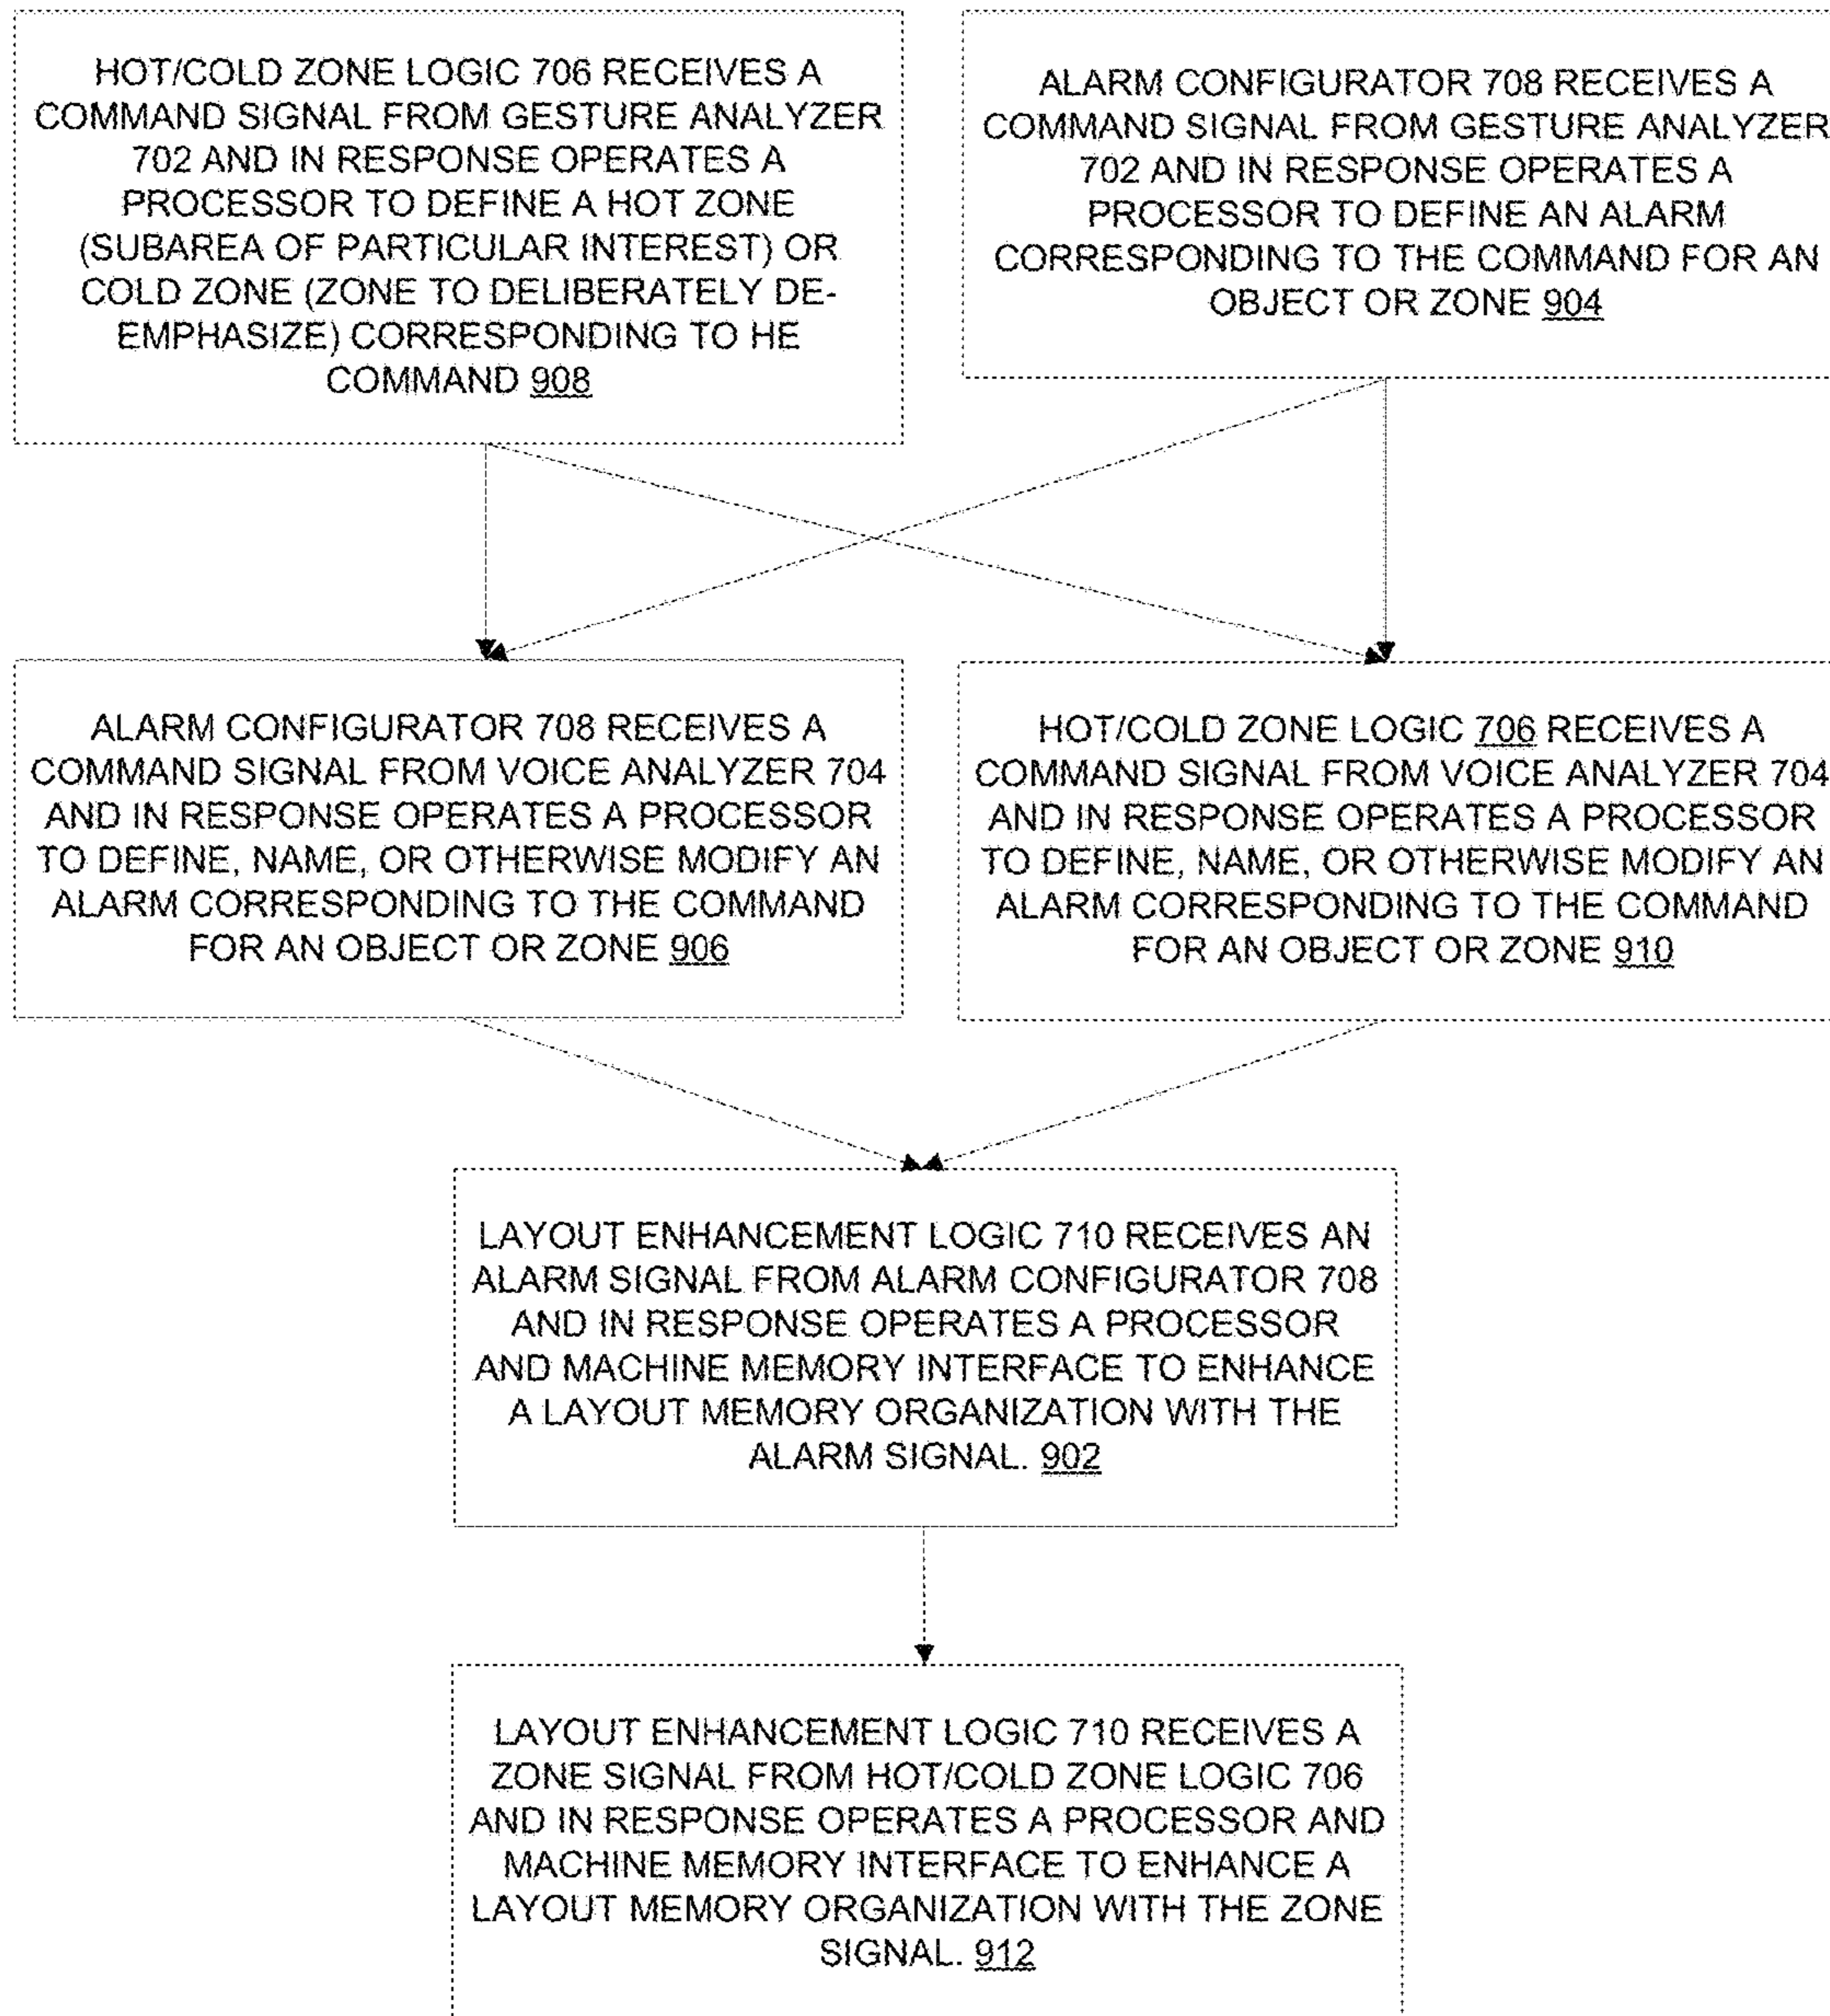 HOT/COLD ZONE LOGIC 706 RECEIVES A
COMMAND SIGNAL FROM GESTURE ANALYZER
702 AND IN RESPONSE OPERATES A
PROCESSOR TO DEFINE A HOT ZONE
(SUBAREA OF PARTICULAR INTEREST) OR
COLD ZONE (ZONE TO DELIBERATELY DE-
EMPHASIZE) CORRESPONDING TO HE
COMMAND 908
ALARM CONFIGURATOR 708 RECEIVES A
COMMAND SIGNAL FROM GESTURE ANALYZER
702 AND IN RESPONSE OPERATES A
PROCESSOR TO DEFINE AN ALARM
CORRESPONDING TO THE COMMAND FOR AN
OBJECT OR ZONE 904
ALARM CONFIGURATOR 708 RECEIVES A
COMMAND SIGNAL FROM VOICE ANALYZER 704
AND IN RESPONSE OPERATES A PROCESSOR
TO DEFINE, NAME, OR OTHERWISE MODIFY AN
ALARM CORRESPONDING TO THE COMMAND
FOR AN OBJECT OR ZONE 906
HOT/COLD ZONE LOGIC 706 RECEIVES A
COMMAND SIGNAL FROM VOICE ANALYZER 704
AND IN RESPONSE OPERATES A PROCESSOR
TO DEFINE, NAME, OR OTHERWISE MODIFY AN
ALARM CORRESPONDING TO THE COMMAND
FOR AN OBJECT OR ZONE 910
LAYOUT ENHANCEMENT LOGIC 710 RECEIVES AN
ALARM SIGNAL FROM ALARM CONFIGURATOR 708
AND IN RESPONSE OPERATES A PROCESSOR
AND MACHINE MEMORY INTERFACE TO ENHANCE
A LAYOUT MEMORY ORGANIZATION WITH THE
ALARM SIGNAL. 902
LAYOUT ENHANCEMENT LOGIC 710 RECEIVES A
ZONE SIGNAL FROM HOT/COLD ZONE LOGIC 706
AND IN RESPONSE OPERATES A PROCESSOR AND
MACHINE MEMORY INTERFACE TO ENHANCE A
LAYOUT MEMORY ORGANIZATION WITH THE ZONE
SIGNAL. 912